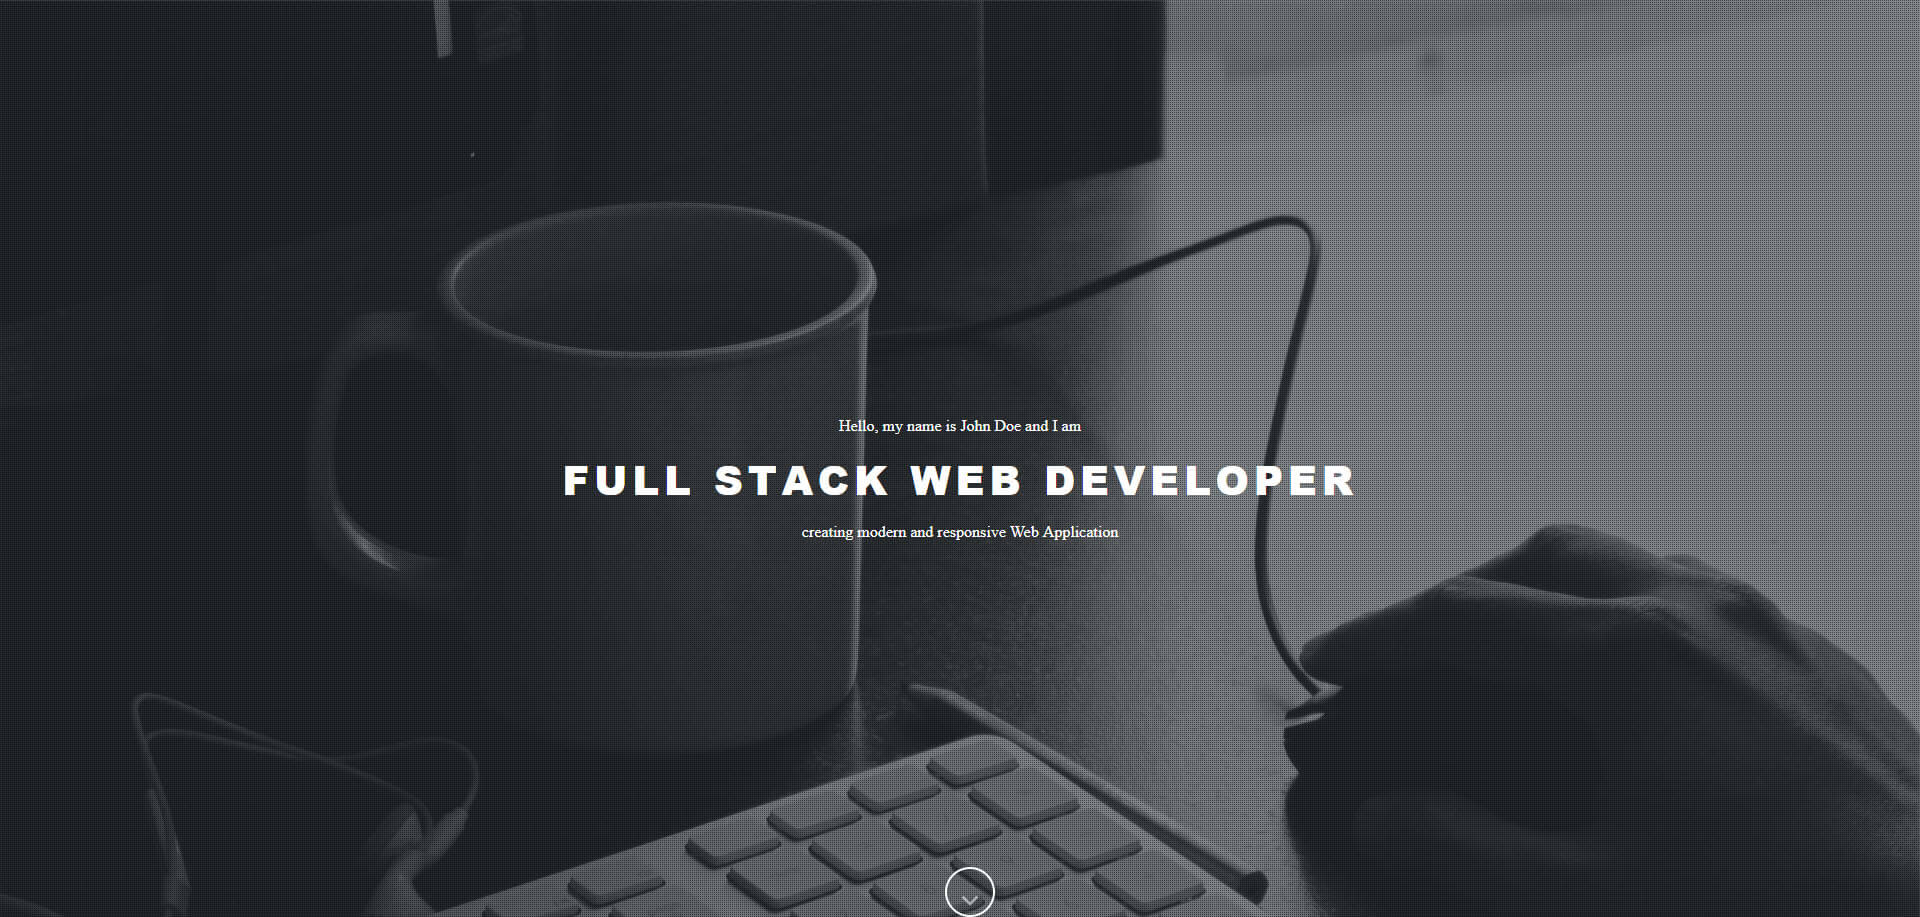 Hello, my name is John Doe and I am
FULL STACK WEB DEVELOPER
creating modern and responsive Web Application